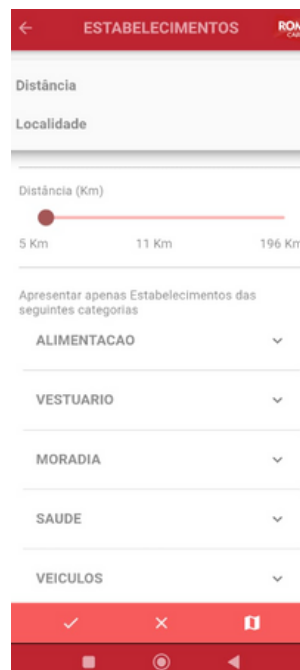 ESTABELECIMENTOS
Distância
Localidade
Distância (Km)
5 Km 11 Km 196 Km
Apresentar apenas Estabelecimentos das
seguintes categorias
ALIMENTACAO
VESTUARIO
MORADIA
SAUDE
VEICULOS